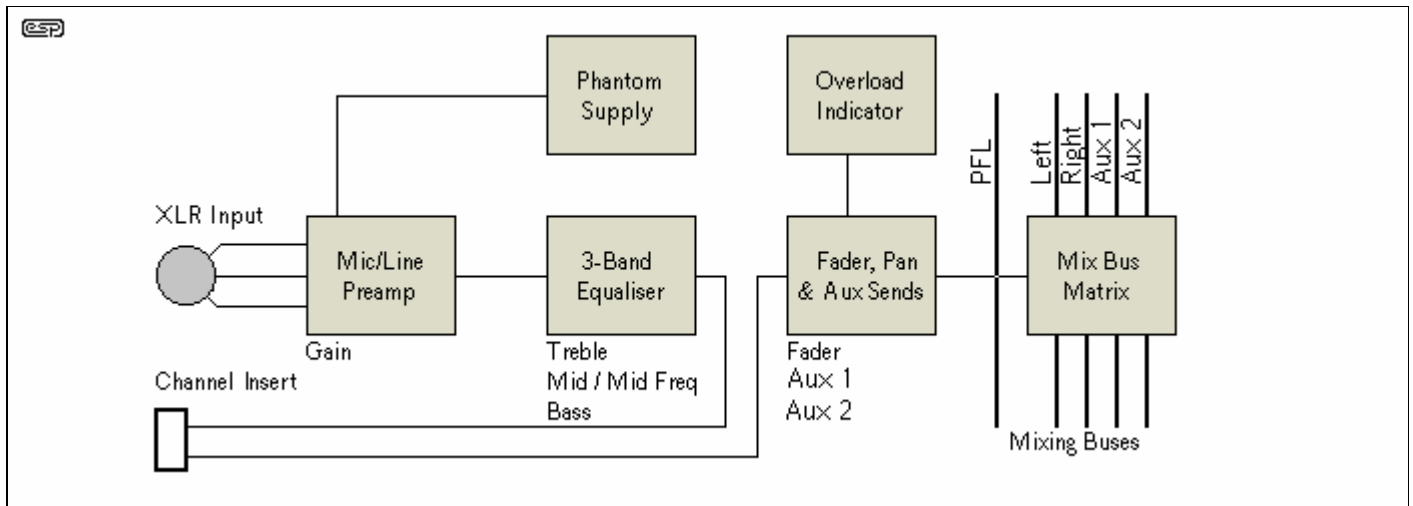 esp
Phantom
Supply
Overload
Indicator
PFL
Left
Right
Aux 1
Aux 2
XLR Input
Mic/Line
Preamp
3-Band
Equaliser
Fader, Pan
& Aux Sends
Mix Bus
Matrix
Gain
Treble
Mid / Mid Freq
Bass
Fader
Aux 1
Aux 2
Channel Insert
Mixing Buses